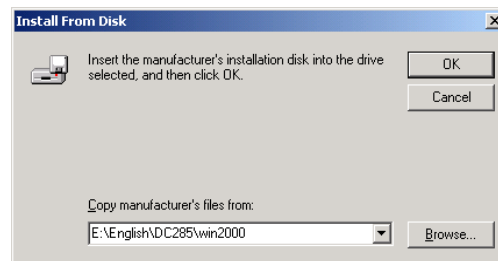 Install From Disk
Insert the manufacturer's installation disk into the drive
selected, and then click OK.
OK
Cancel
Copy manufacturer's files from:
E:\English\DC285\win2000
Browse...